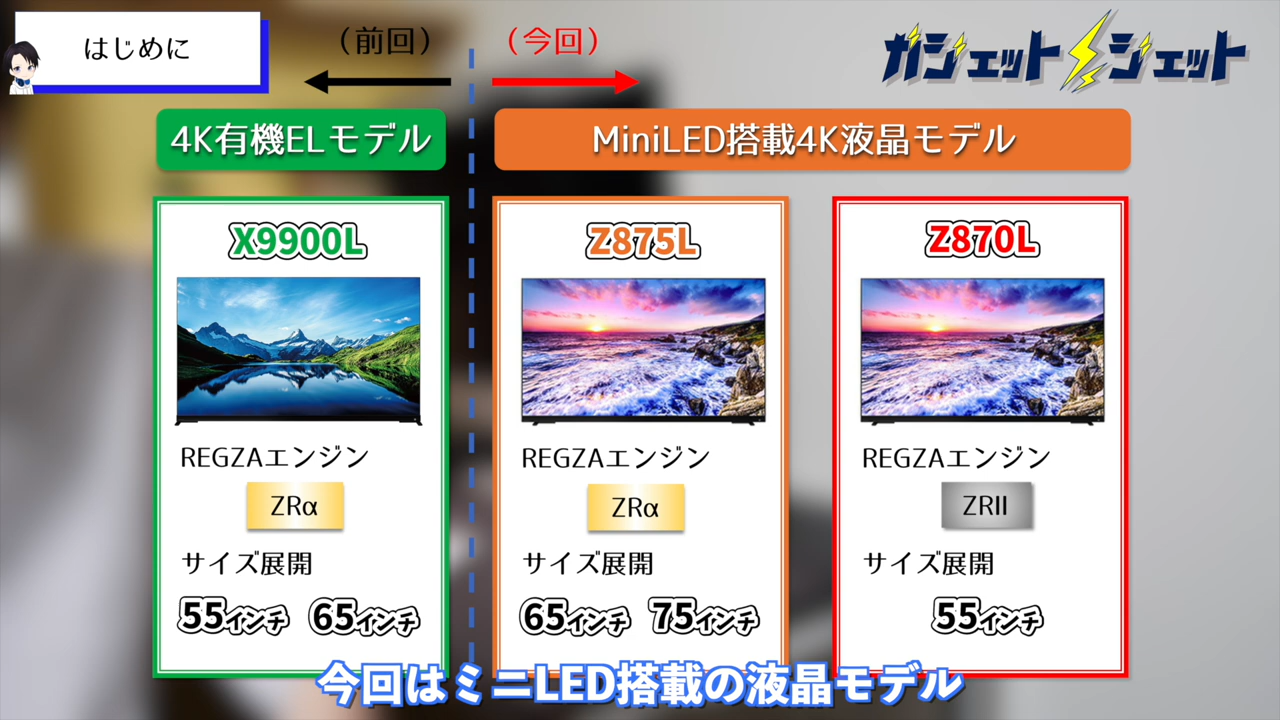 はじめに
（前回）
（今回）
ガジェットジェット
4K有機ELモデル
MiniLED搭載4K液晶モデル
X9900L
REGZAエンジン
ZRα
サイズ展開
55インチ 65インチ
Z875L
REGZAエンジン
ZRα
サイズ展開
65インチ 75インチ
Z870L
REGZAエンジン
ZRII
サイズ展開
55インチ
今回はミニLED搭載の液晶モデル